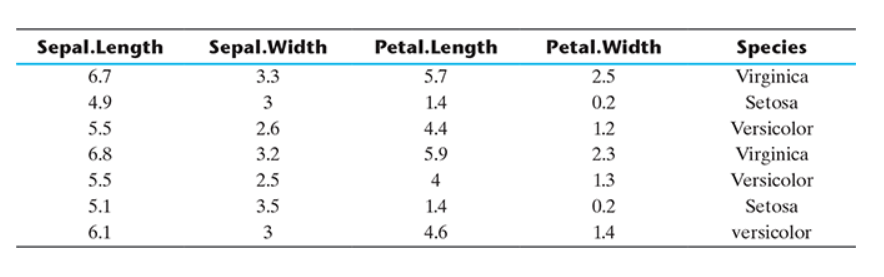 Sepal.Length Sepal.Width Petal.Length Petal.Width Species
6.7 3.3 5.7 2.5 Virginica
4.9 3 1.4 0.2 Setosa
5.5 2.6 4.4 1.2 Versicolor
6.8 3.2 5.9 2.3 Virginica
5.5 2.5 4 1.3 Versicolor
5.1 3.5 1.4 0.2 Setosa
6.1 3 4.6 1.4 versicolor